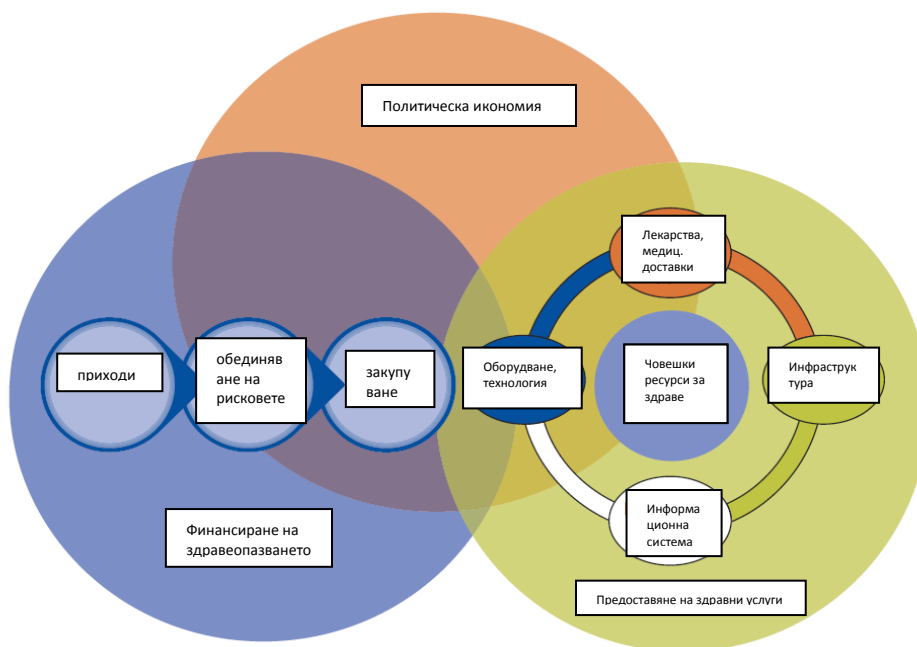 Политическа икономия
Лекарства,
медиц.
доставки
приходи
обединяв
ане на
рисковете
закупу
ване
Оборудване,
технология
Човешки
ресурси за
здраве
Инфраструк
тура
Информа
ционна
система
Финансиране на
здравеопазването
Предоставяне на здравни услуги